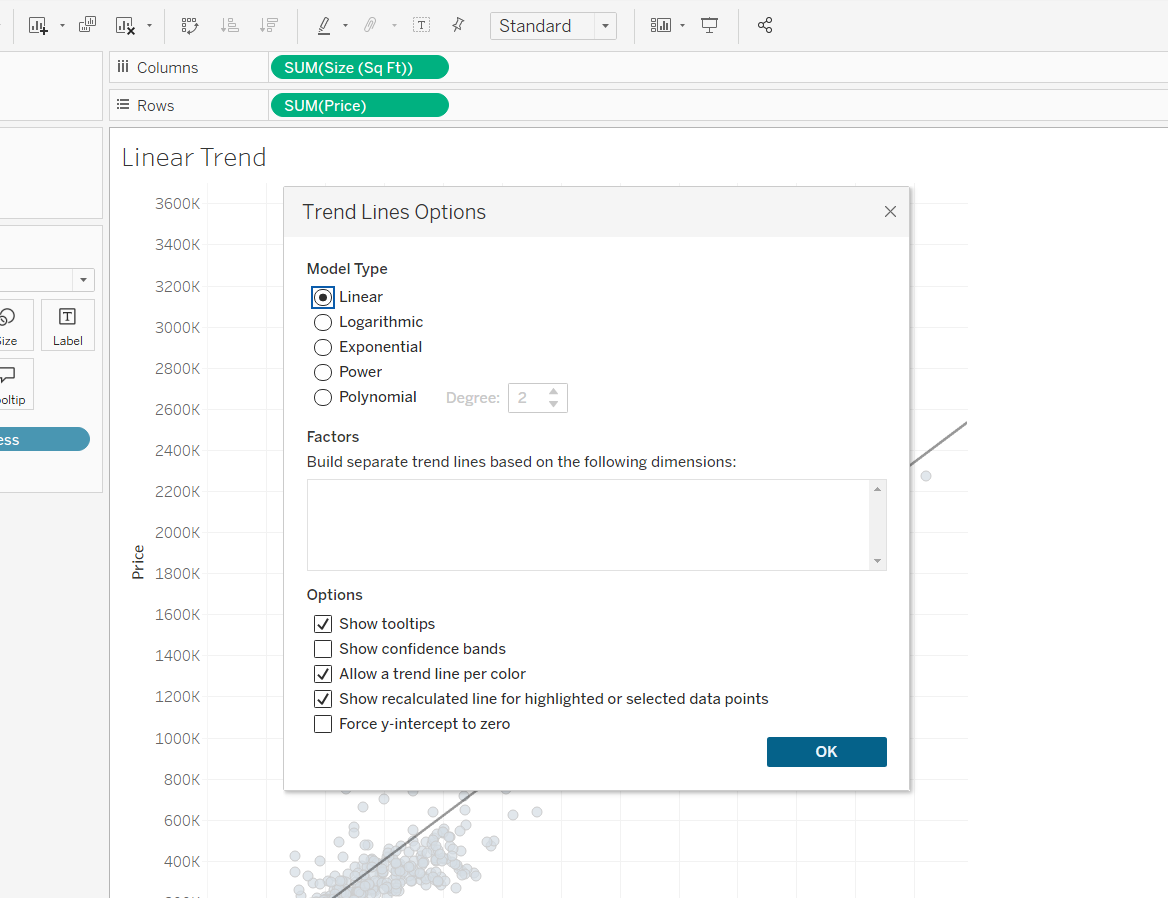 Standard
Columns
SUM(Size (Sq Ft))
Rows
SUM(Price)
Linear Trend
3600K
3400K
3200K
3000K
2800K
2600K
2400K
2200K
2000K
1800K
1600K
1400K
1200K
1000K
800K
600K
400K
Price
Label
Trend Lines Options
Model Type
Linear
Logarithmic
Exponential
Power
Polynomial Degree: 2
Factors
Build separate trend lines based on the following dimensions:
Options
Show tooltips
Show confidence bands
Allow a trend line per color
Show recalculated line for highlighted or selected data points
Force y-intercept to zero
OK